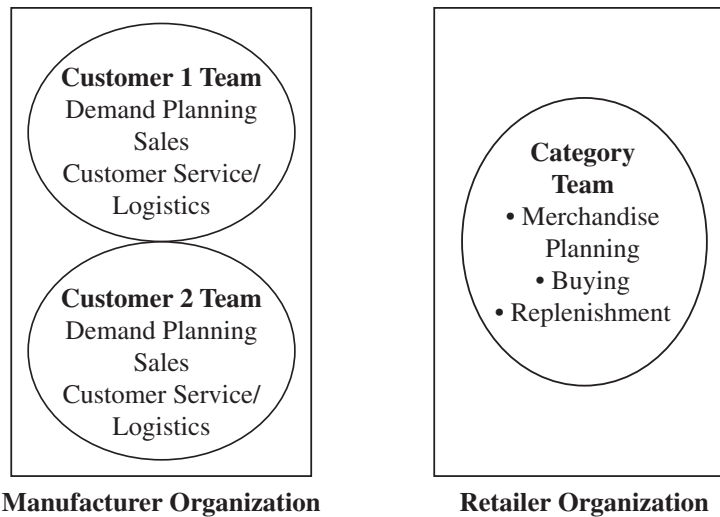 Customer 1 Team
Demand Planning
Sales
Customer Service/
Logistics
Customer 2 Team
Demand Planning
Sales
Customer Service/
Logistics
Manufacturer Organization
Category
Team
• Merchandise
Planning
• Buying
• Replenishment
Retailer Organization